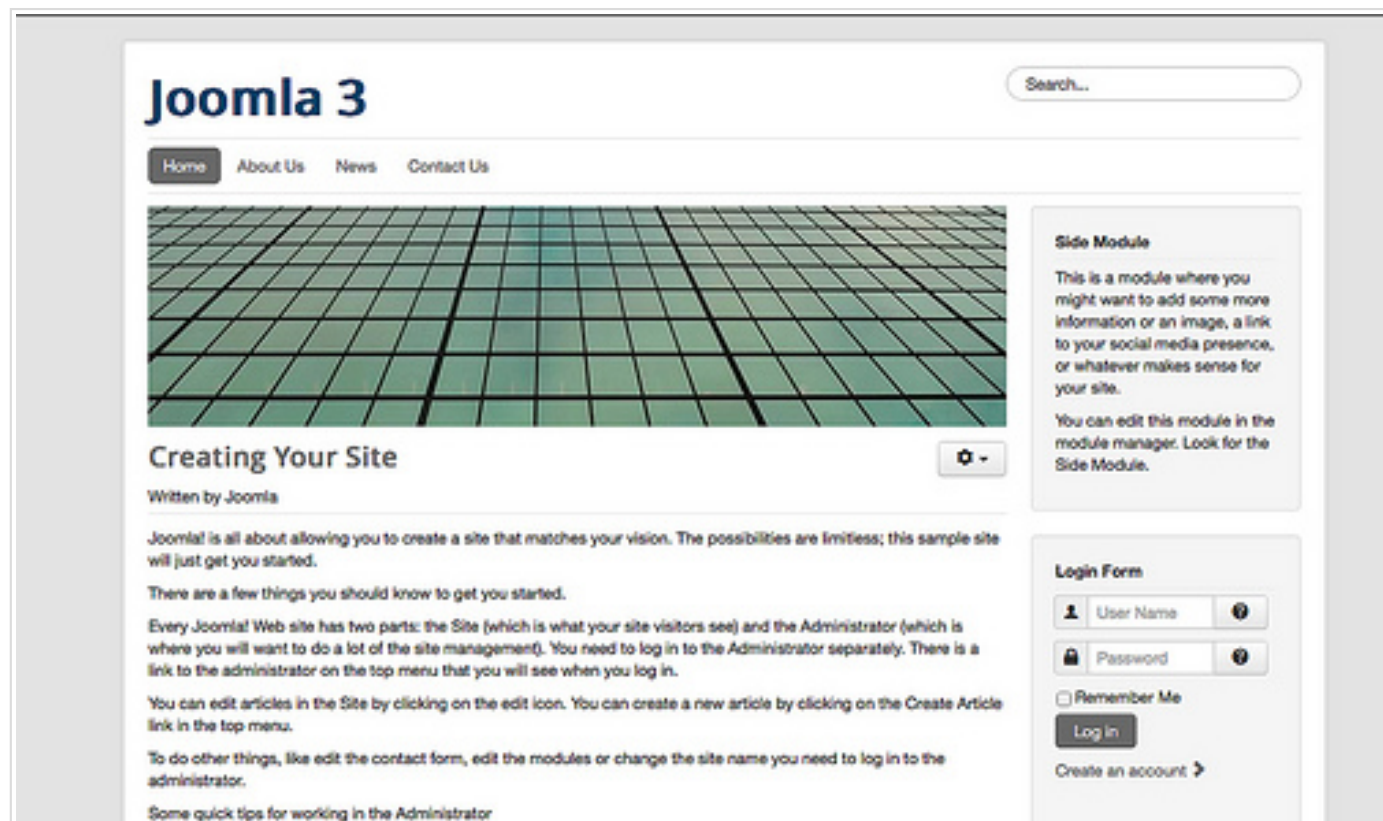 Joomla 3
Search...
Home About Us News Contact Us
Creating Your Site
Written by Joomla
Joomla! is all about allowing you to create a site that matches your vision. The possibilities are limitless; this sample site
will just get you started.
There are a few things you should know to get you started.
Every Joomla! Web site has two parts: the Site (which is what your site visitors see) and the Administrator (which is
where you will want to do a lot of the site management). You need to log in to the Administrator separately. There is a
link to the administrator on the top menu that you will see when you log in.
You can edit articles in the Site by clicking on the edit icon. You can create a new article by clicking on the Create Article
link in the top menu.
To do other things, like edit the contact form, edit the modules or change the site name you need to log in to the
administrator.
Some quick tips for working in the Administrator
Side Module
This is a module where you
might want to add some more
information or an image, a link
to your social media presence,
or whatever makes sense for
your site.
You can edit this module in the
module manager. Look for the
Side Module.
Login Form
User Name
Password
Remember Me
Log in
Create an account